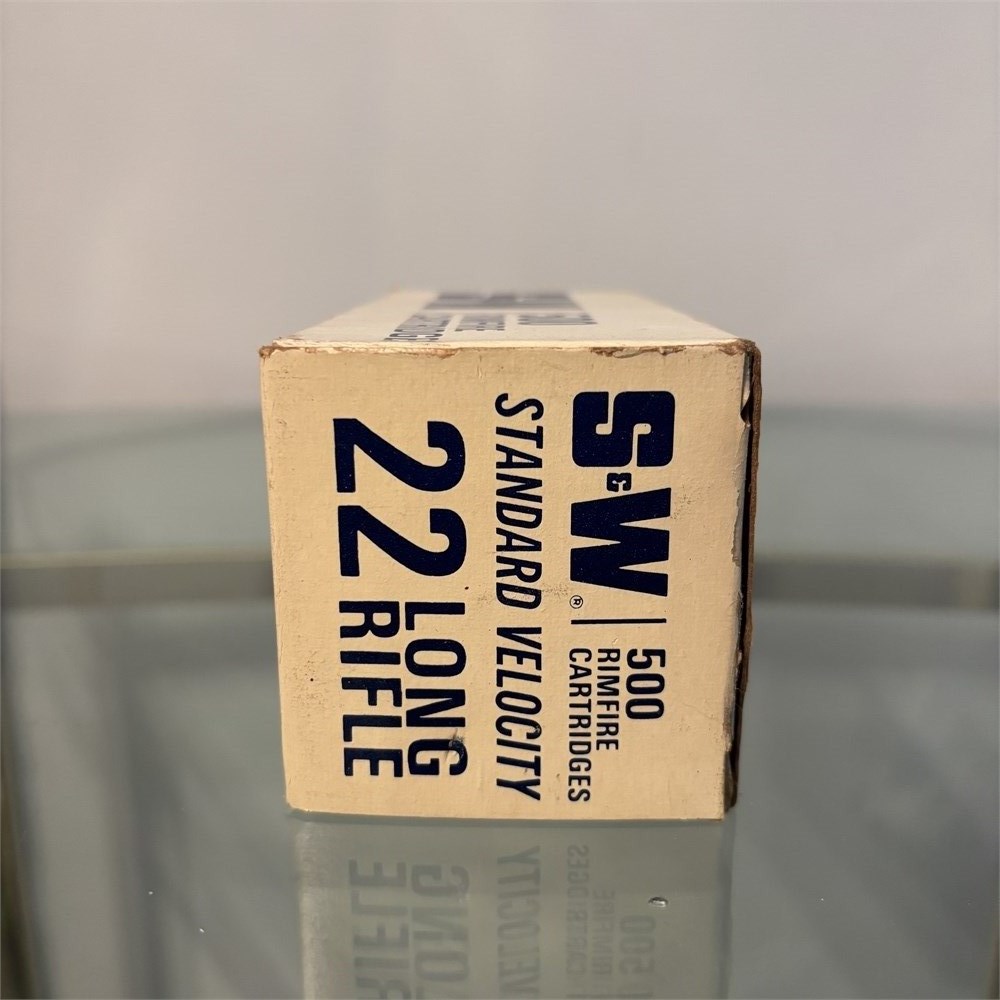 S&W® | 500
RIMFIRE
CARTRIDGES
STANDARD VELOCITY
22 LONG
RIFLE